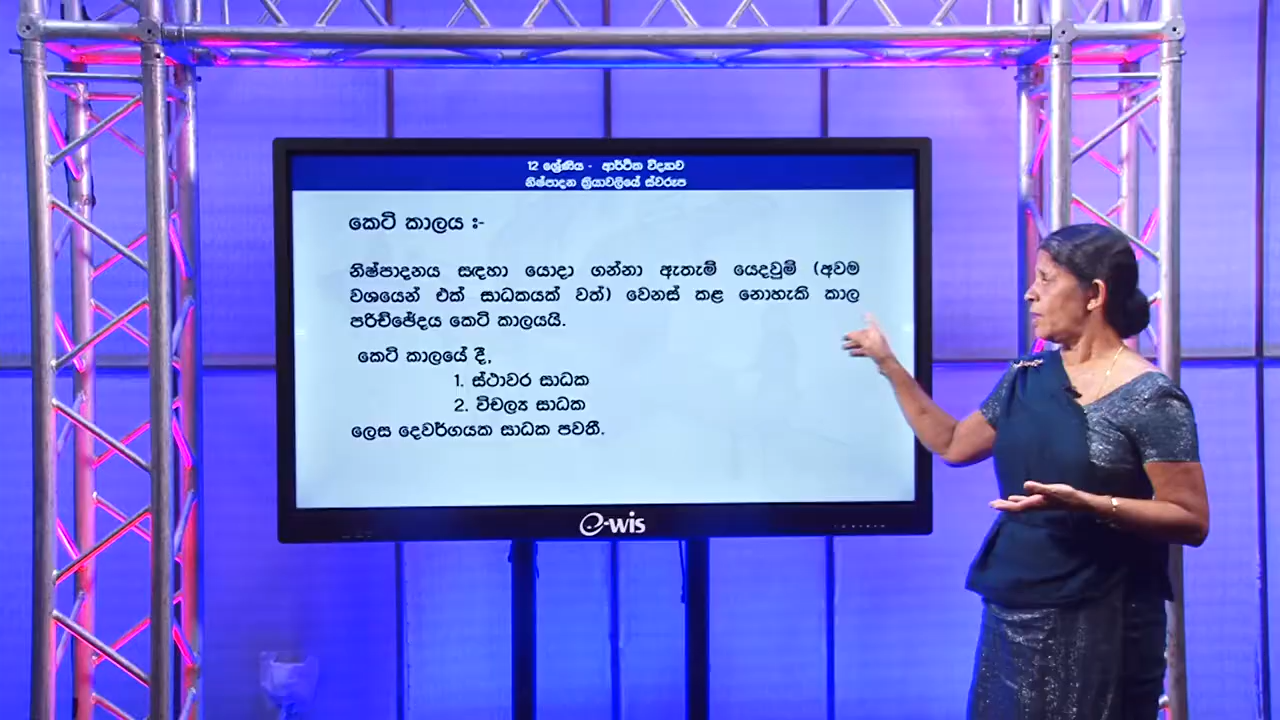 12 ශ්‍රේණිය - ආර්ථික විද්‍යාව
නිෂ්පාදන ක්‍රියාවලියේ ස්වරූප
කෙටි කාලය :-
නිෂ්පාදනය සඳහා යොදා ගන්නා ඇතැම් යෙදවුම් (අවම
වශයෙන් එක් සාධකයක් වත්) වෙනස් කළ නොහැකි කාල
පරිච්ඡේදය කෙටි කාලයයි.
කෙටි කාලයේ දී,
1. ස්ථාවර සාධක
2. විචල්‍ය සාධක
ලෙස දෙවර්ගයක සාධක පවතී.
e-wis